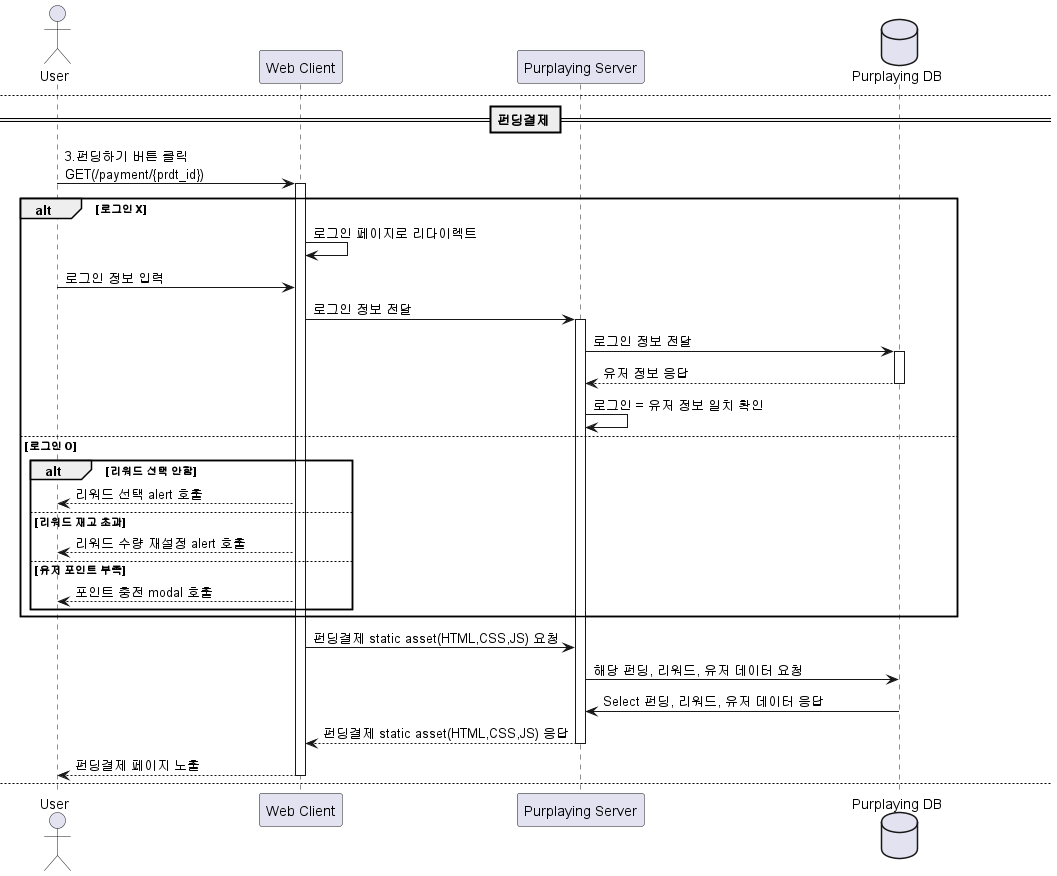 User
Web Client
Purplaying Server
Purplaying DB
펀딩결제
3.펀딩하기 버튼 클릭
GET(/payment/{prdt_id})
alt
[로그인 X]
로그인 페이지로 리다이렉트
로그인 정보 입력
로그인 정보 전달
로그인 정보 전달
유저 정보 응답
로그인 = 유저 정보 일치 확인
[로그인 O]
alt
[리워드 선택 안함]
리워드 선택 alert 호출
[리워드 재고 초과]
리워드 수량 재설정 alert 호출
[유저 포인트 부족]
포인트 충전 modal 호출
펀딩결제 static asset(HTML,CSS,JS) 요청
해당 펀딩, 리워드, 유저 데이터 요청
Select 펀딩, 리워드, 유저 데이터 응답
펀딩결제 static asset(HTML,CSS,JS) 응답
펀딩결제 페이지 노출
User
Web Client
Purplaying Server
Purplaying DB